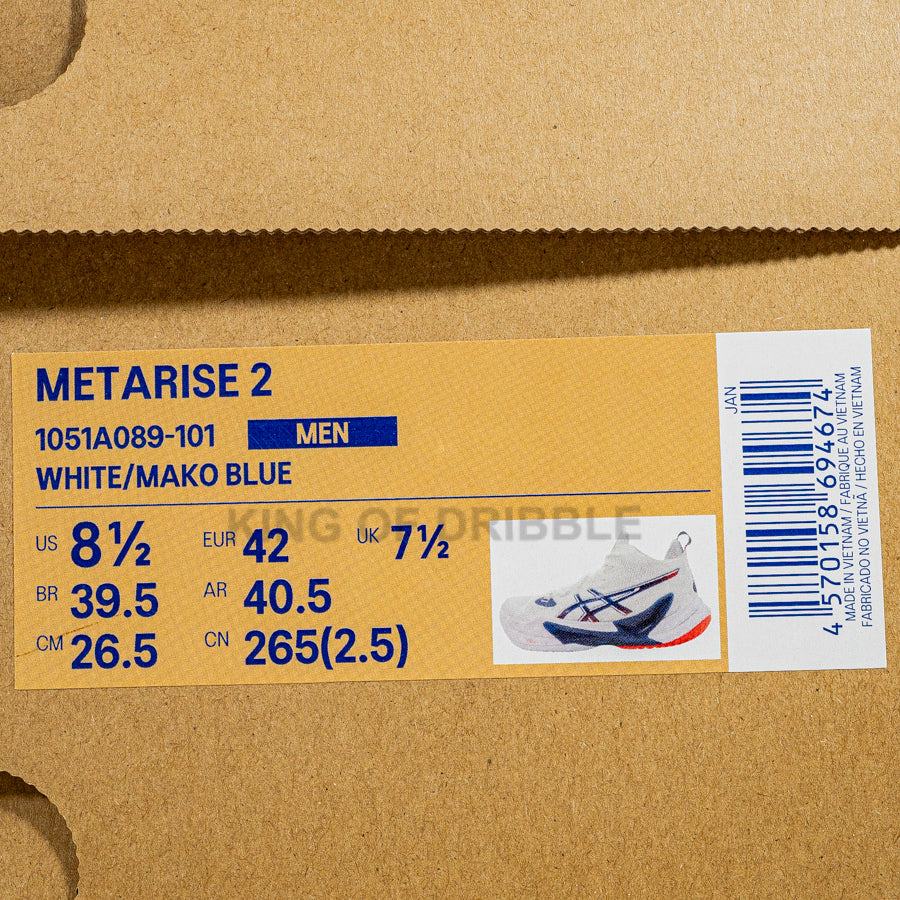 METARISE 2
1051A089-101 MEN
WHITE/MAKO BLUE
KING OF DRIBBLE
US 8½ EUR 42 UK 7½
BR 39.5 AR 40.5
CM 26.5 CN 265(2.5)
JAN
4 570158 694674
MADE IN VIETNAM / FABRIQUE AU VIETNAM
FABRICADO NO VIETNÃ / HECHO EN VIETNAM